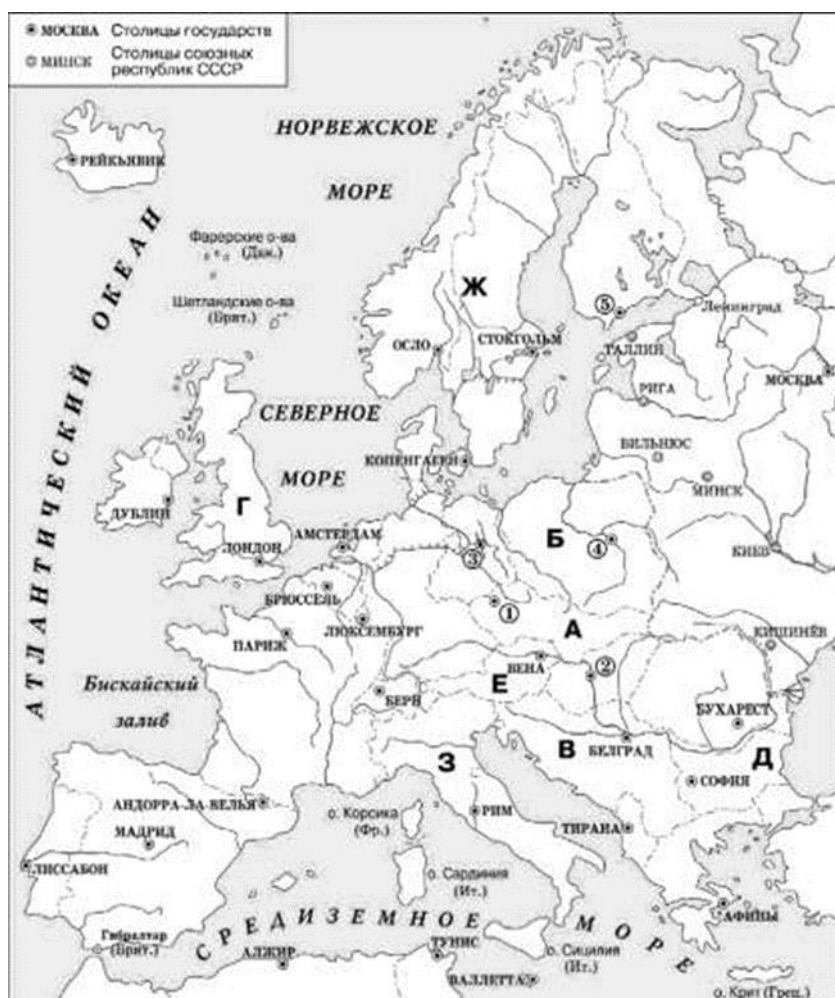 МОСКВА Столицы государств
МИНСК Столицы союзных
республик СССР
НОРВЕЖСКОЕ
МОРЕ
РЕЙКЬЯВИК
АТЛАНТИЧЕСКИЙ ОКЕАН
Фарерские о-ва
(Дан.)
Шетландские о-ва
(Брит.)
Ж
5
Ленинград
ОСЛО
СТОКГОЛЬМ
ТАЛЛИН
МОСКВА
РИГА
СЕВЕРНОЕ
МОРЕ
КОПЕНГАГЕН
ВИЛЬНЮС
МИНСК
ДУБЛИН
Г
ЛОНДОН
АМСТЕРДАМ
3
Б
4
КИЕВ
БРЮССЕЛЬ
1
ЛЮКСЕМБУРГ
ПАРИЖ
А
КИШИНЁВ
Бискайский
залив
ВЕНА
2
БЕРН
Е
БУХАРЕСТ
З
В
БЕЛГРАД
Д
СОФИЯ
АНДОРРА-ЛА-ВЕЛЬЯ
МАДРИД
о. Корсика
(Фр.)
РИМ
ТИРАНА
ЛИССАБОН
о. Сардиния
(Ит.)
СРЕДИЗЕМНОЕ МОРЕ
АФИНЫ
Гибралтар
(Брит.)
АЛЖИР
ТУНИС
о. Сицилия
(Ит.)
ВАЛЛЕТТА
о. Крит (Грец.)